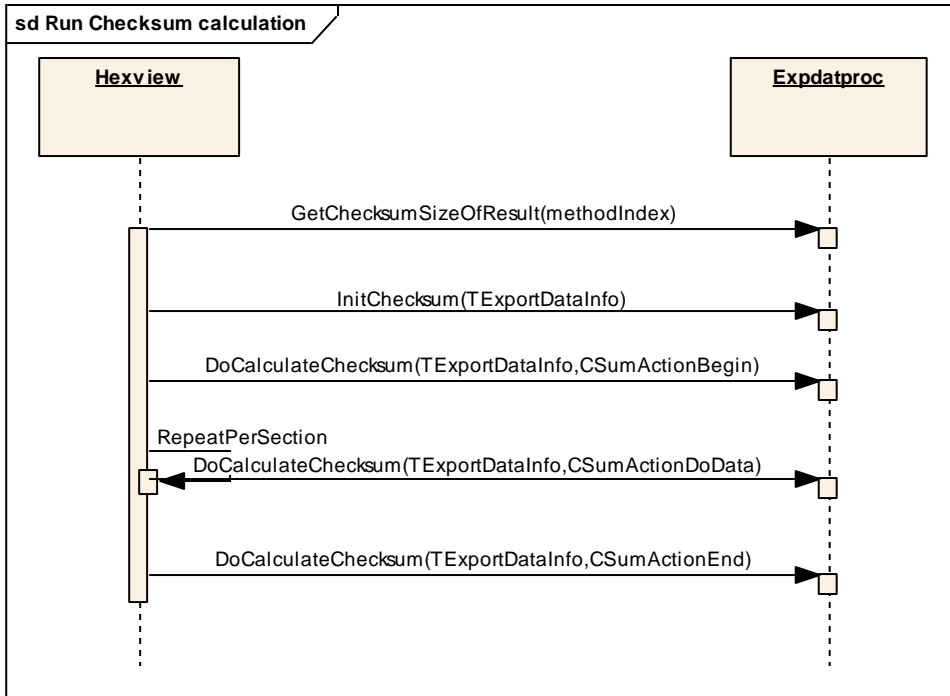 sd Run Checksum calculation
Hexview
Expdatproc
GetChecksumSizeOfResult(methodIndex)
InitChecksum(TExportDataInfo)
DoCalculateChecksum(TExportDataInfo,CSumActionBegin)
RepeatPerSection
DoCalculateChecksum(TExportDataInfo,CSumActionDoData)
DoCalculateChecksum(TExportDataInfo,CSumActionEnd)